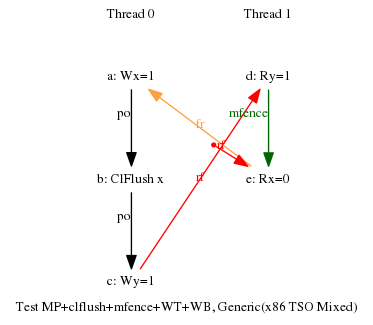 Thread 0 Thread 1
a: Wx=1 d: Ry=1
po mfence
fr
rf
b: ClFlush x rf e: Rx=0
po
c: Wy=1
Test MP+clflush+mfence+WT+WB, Generic(x86 TSO Mixed)